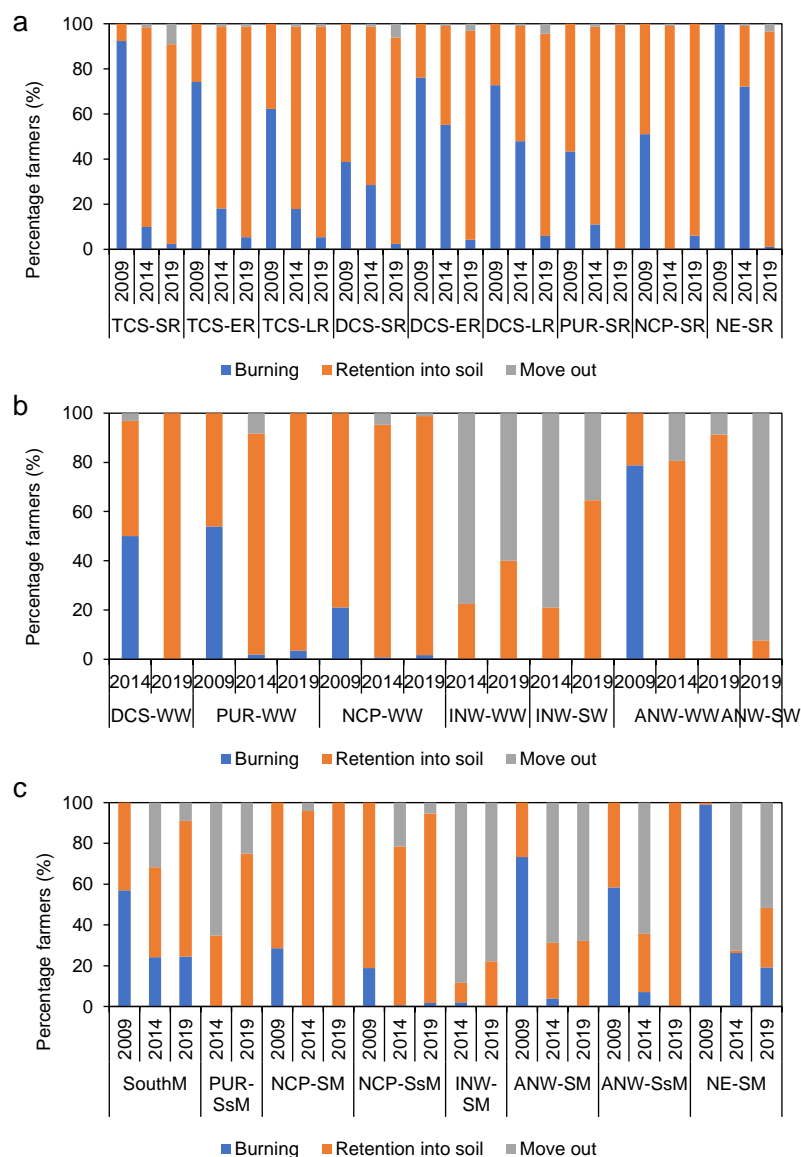 a
Percentage farmers (%)
100
80
60
40
20
0
2009 2014 2019 2009 2014 2019 2009 2014 2019 2009 2014 2019 2009 2014 2019 2009 2014 2019 2009 2014 2019 2009 2014 2019 2009 2014 2019
TCS-SR TCS-ER TCS-LR DCS-SR DCS-ER DCS-LR PUR-SR NCP-SR NE-SR
Burning Retention into soil Move out
b
Percentage farmers (%)
100
80
60
40
20
0
2014 2019 2009 2014 2019 2009 2014 2019 2014 2019 2014 2019 2009 2014 2019 2019
DCS-WW PUR-WW NCP-WW INW-WW INW-SW ANW-WW ANW-SW
Burning Retention into soil Move out
c
Percentage farmers (%)
100
80
60
40
20
0
2009 2014 2019 2014 2019 2009 2014 2019 2009 2014 2019 2014 2019 2009 2014 2019 2009 2014 2019 2009 2014 2019
SouthM PUR- NCP-SM NCP-SsM INW- ANW-SM ANW-SsM NE-SM
SsM SM
Burning Retention into soil Move out